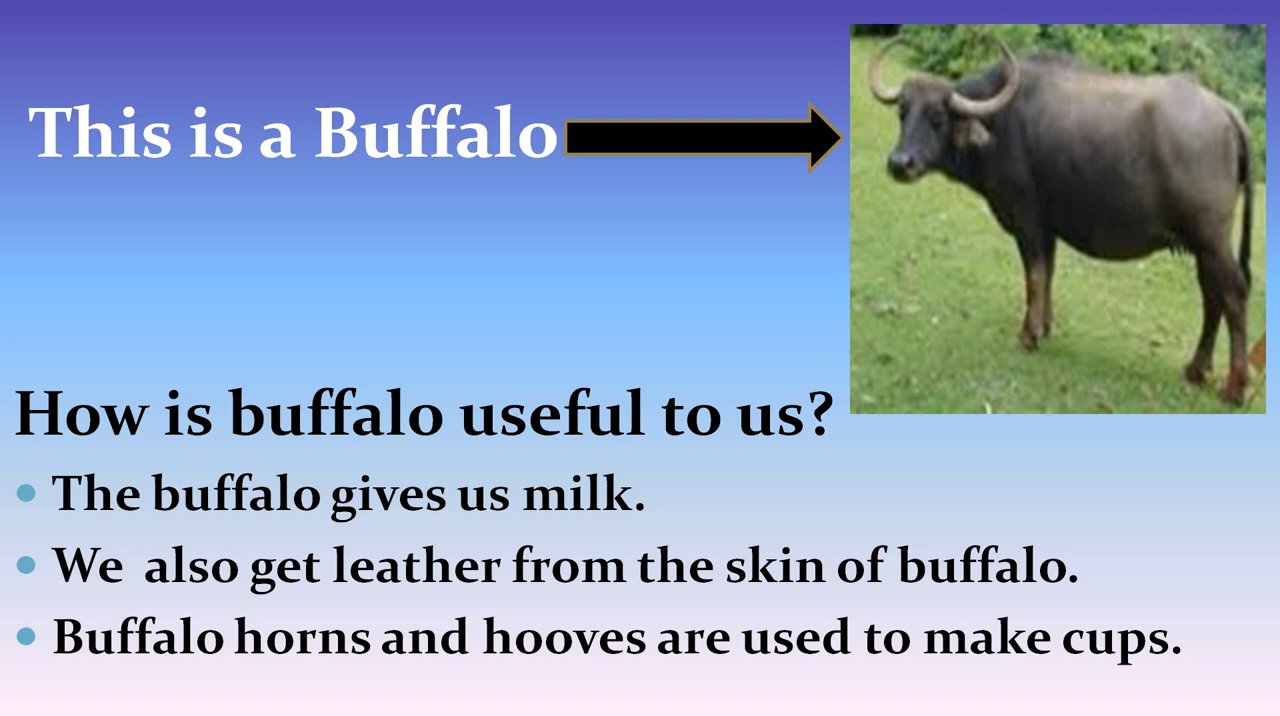 This is a Buffalo
How is buffalo useful to us?
• The buffalo gives us milk.
• We also get leather from the skin of buffalo.
• Buffalo horns and hooves are used to make cups.